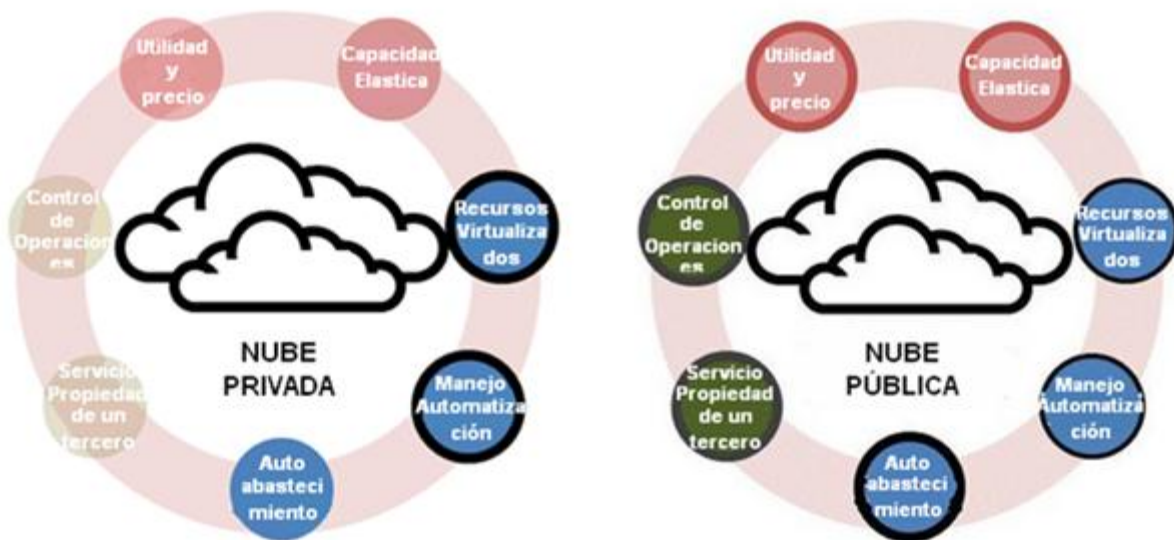 Utilidad
y
precio
Capacidad
Elastica
Control
de
Operacion
es
Recursos
Virtualiza
dos
NUBE
PRIVADA
Servicio
Propiedad
de un
tercero
Manejo
Automatiza
ción
Auto
abasteci
miento
Utilidad
y
precio
Capacidad
Elastica
Control
de
Operacion
es
Recursos
Virtualiza
dos
NUBE
PÚBLICA
Servicio
Propiedad
de un
tercero
Manejo
Automatiza
ción
Auto
abasteci
miento